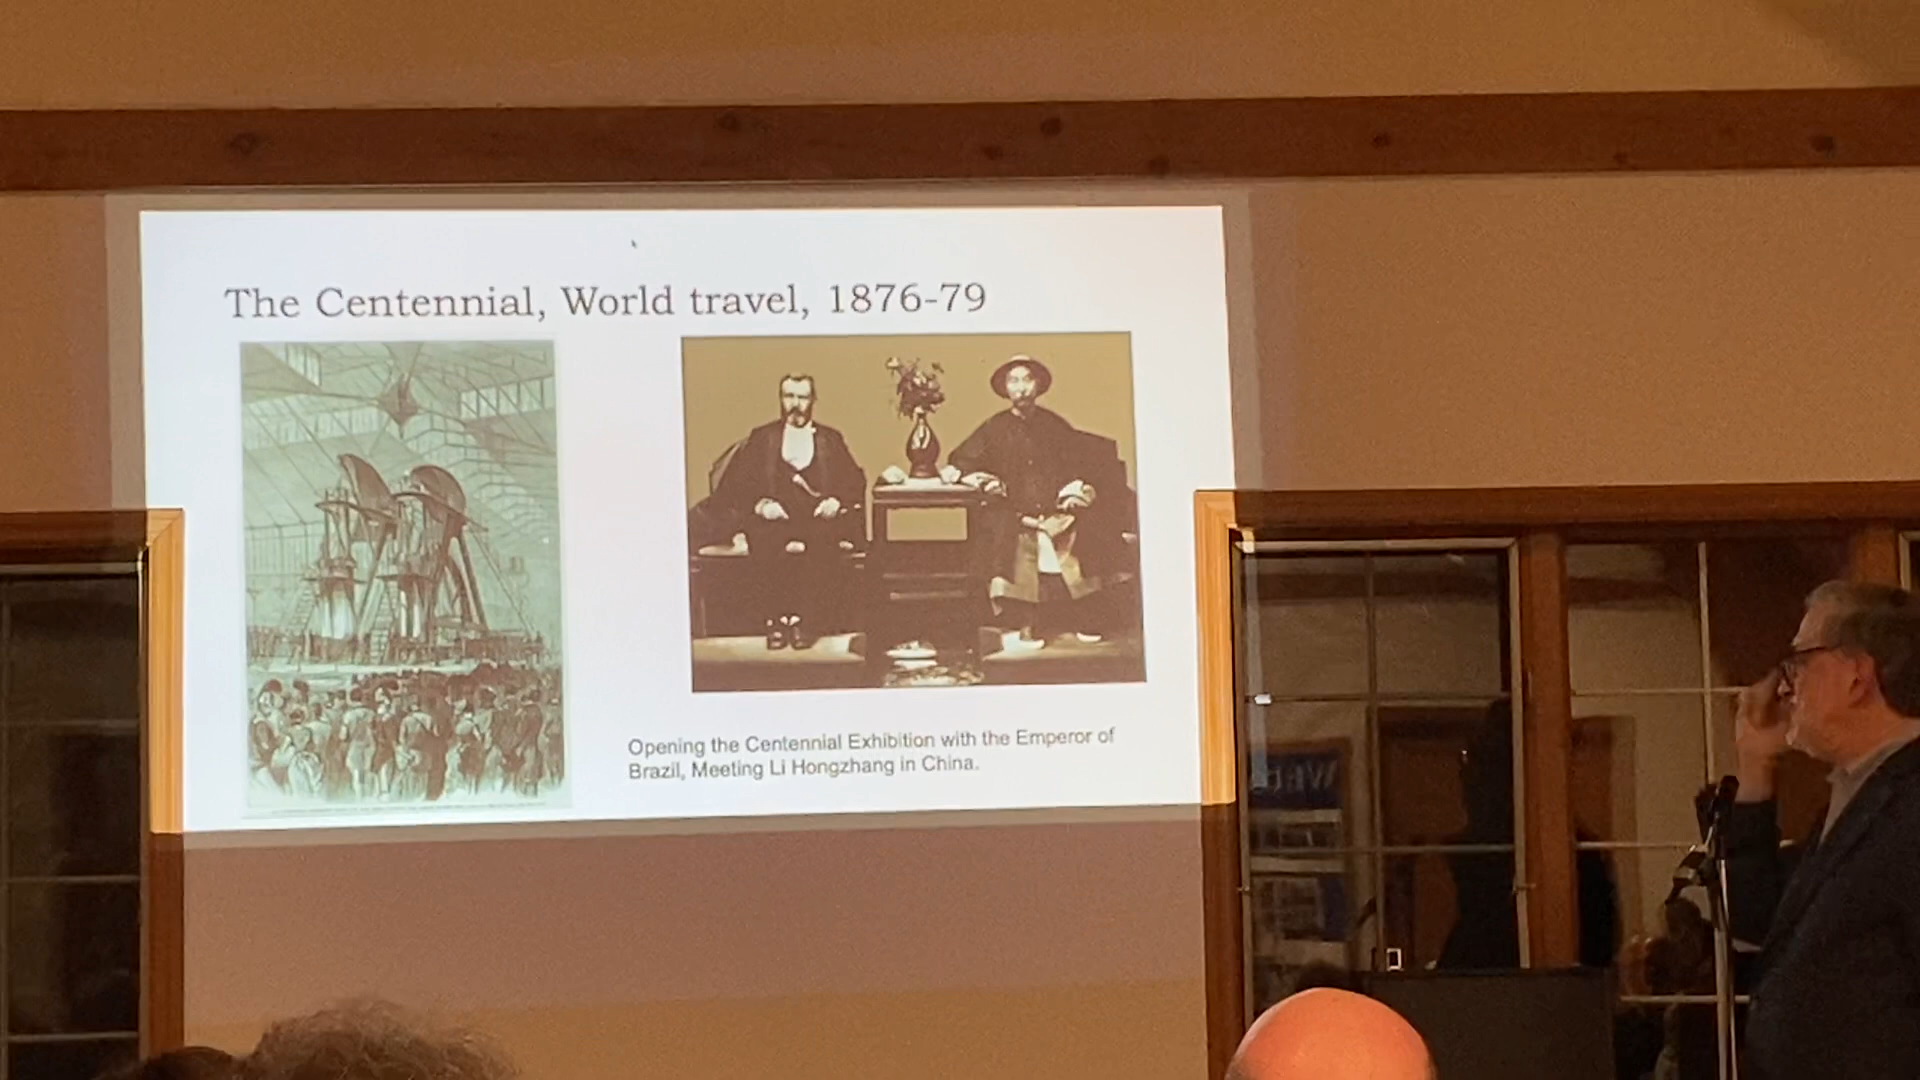 The Centennial, World travel, 1876-79
Opening the Centennial Exhibition with the Emperor of
Brazil, Meeting Li Hongzhang in China.